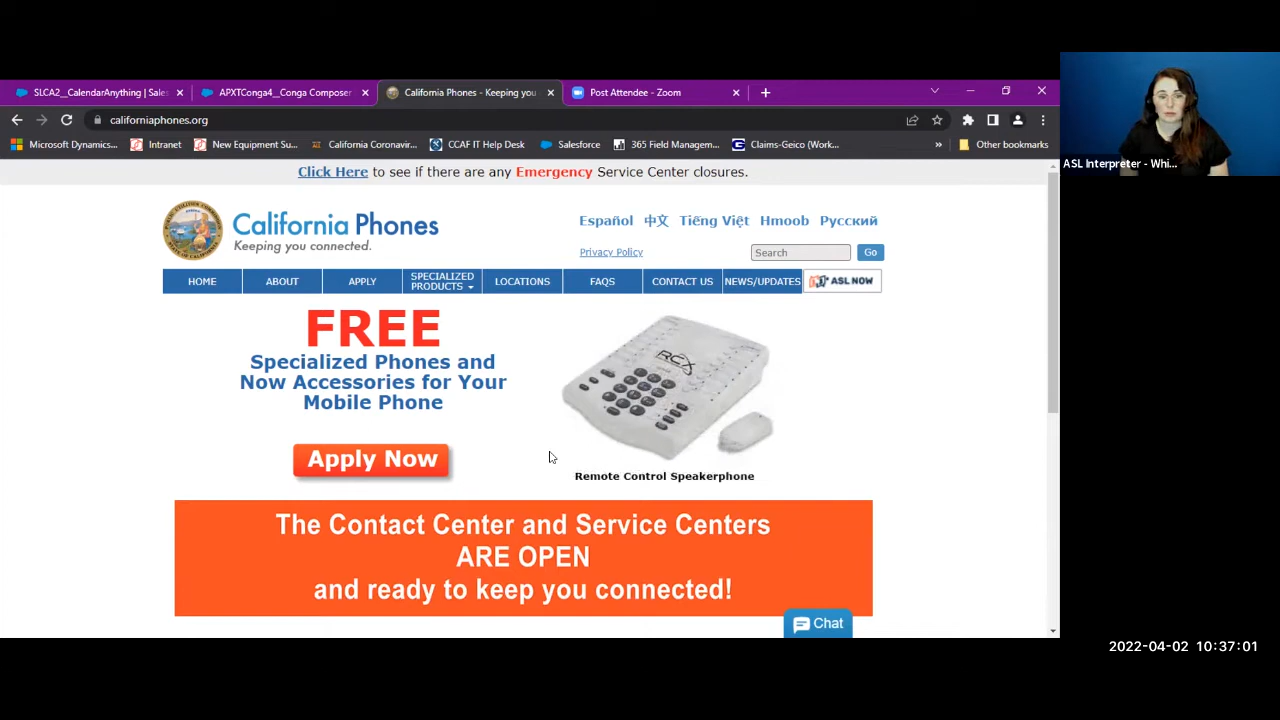 SLCA2__CalendarAnything | Sales
APXTConga4__Conga Composer
California Phones - Keeping you
Post Attendee - Zoom
californiaphones.org
Microsoft Dynamics...
Intranet
New Equipment Su...
California Coronavir...
CCAF IT Help Desk
Salesforce
365 Field Managem...
Claims-Geico (Work...
»
Other bookmarks
ASL Interpreter - Whi...
Click Here to see if there are any Emergency Service Center closures.
California Phones
Keeping you connected.
Español 中文 Tiếng Việt Hmoob Русский
Privacy Policy
Search
Go
HOME
ABOUT
APPLY
SPECIALIZED
PRODUCTS
LOCATIONS
FAQS
CONTACT US
NEWS/UPDATES
ASL NOW
FREE
Specialized Phones and
Now Accessories for Your
Mobile Phone
Apply Now
RCX
Remote Control Speakerphone
The Contact Center and Service Centers
ARE OPEN
and ready to keep you connected!
Chat
2022-04-02 10:37:01